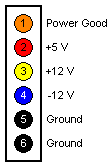 1 Power Good
2 +5 V
3 +12 V
4 -12 V
5 Ground
6 Ground